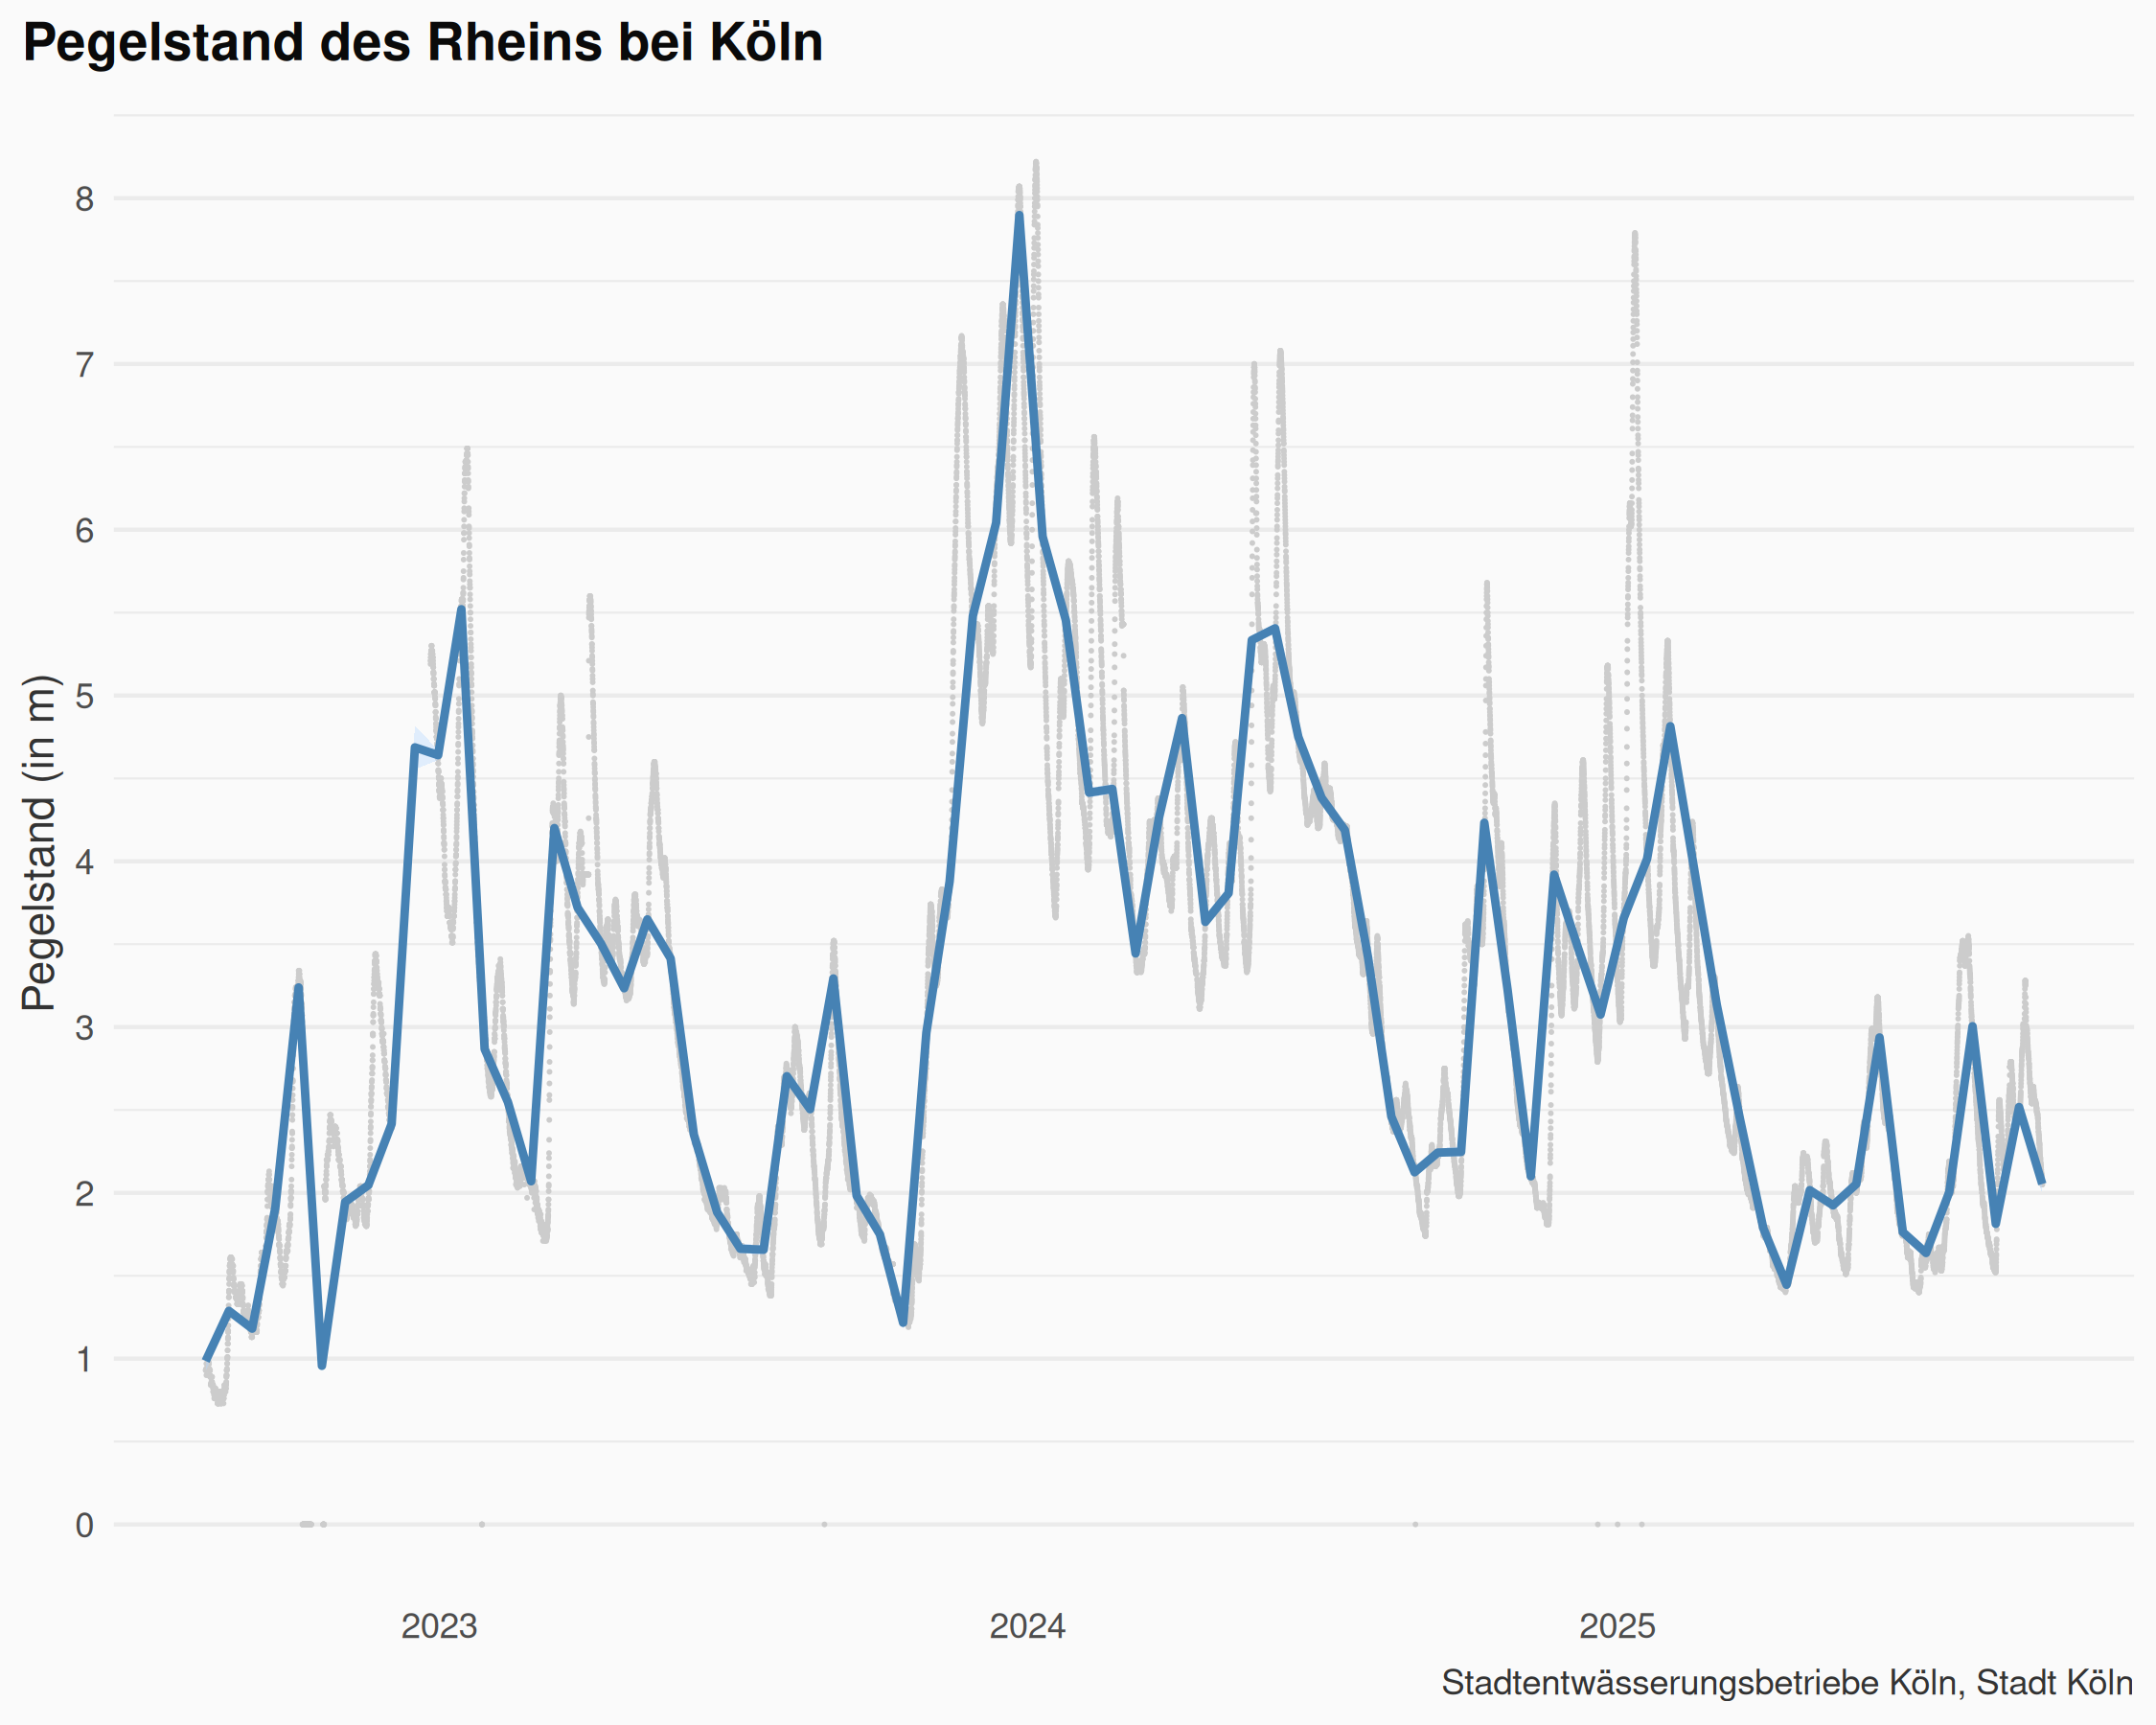 Pegelstand des Rheins bei Köln
Pegelstand (in m)
8
7
6
5
4
3
2
1
0
2023 2024 2025
Stadtentwässerungsbetriebe Köln, Stadt Köln